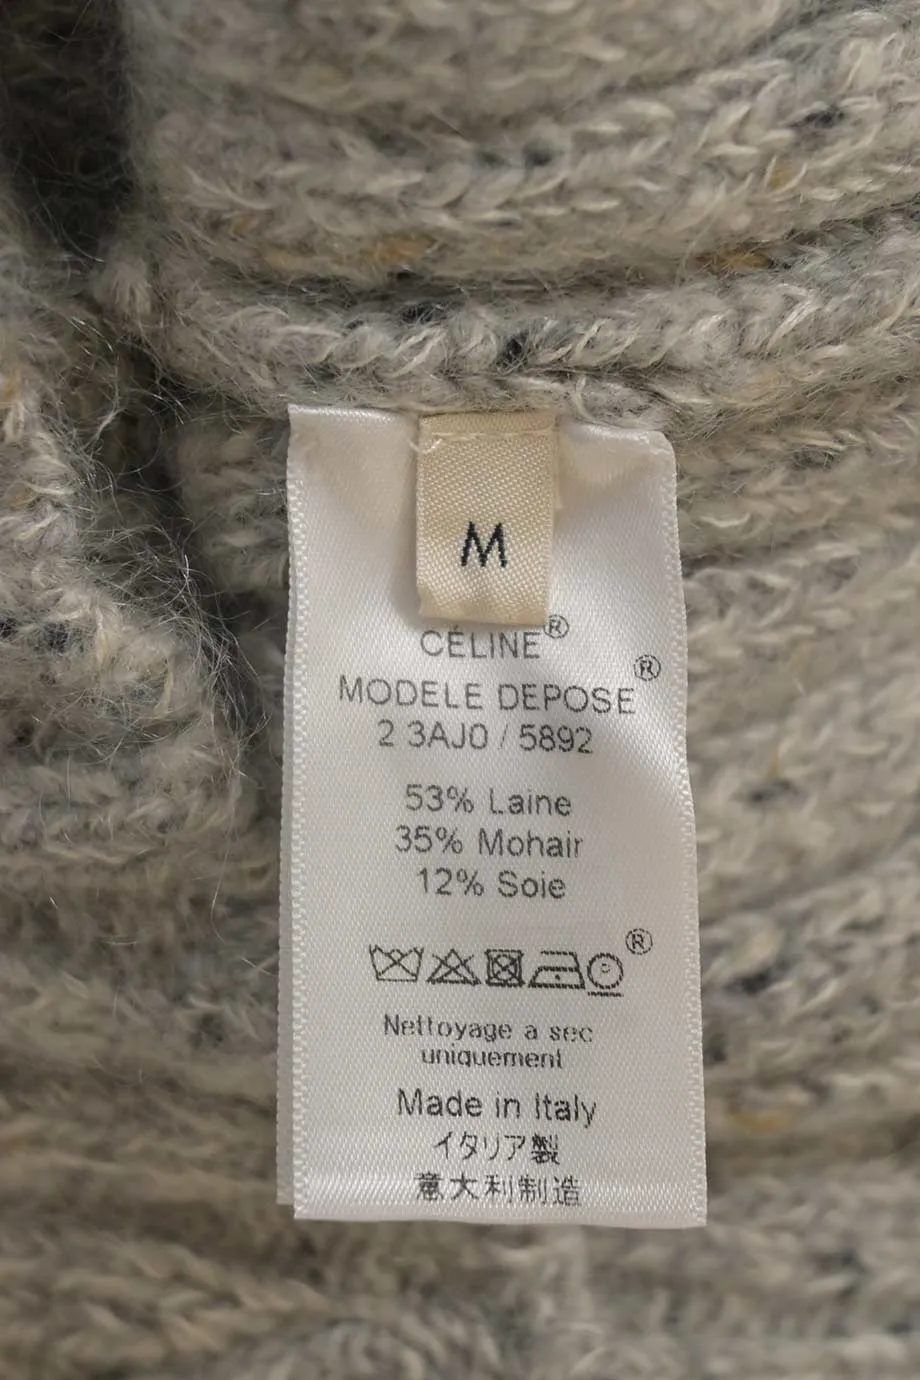 M
CÉLINE®
MODELE DEPOSE®
2 3AJ0 / 5892
53% Laine
35% Mohair
12% Soie
P ®
Nettoyage a sec
uniquement
Made in Italy
イタリア製
意大利制造